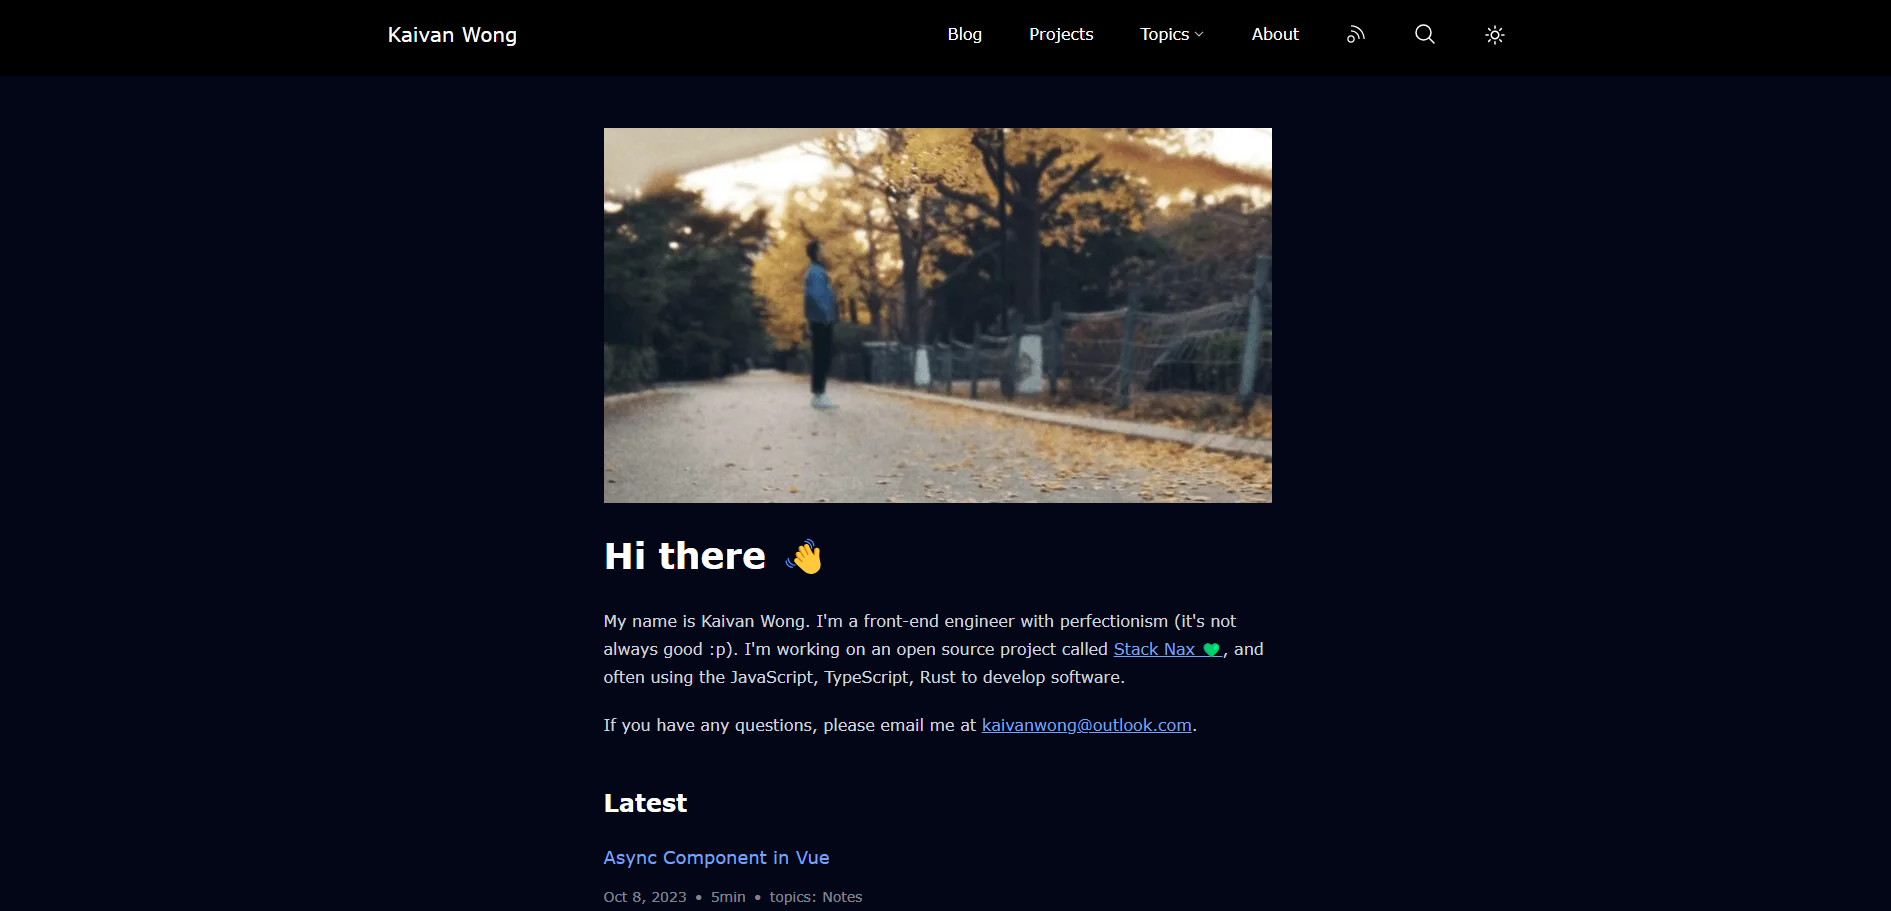 Kaivan Wong
Blog Projects Topics About
Hi there 👋
My name is Kaivan Wong. I'm a front-end engineer with perfectionism (it's not
always good :p). I'm working on an open source project called Stack Nax 💚, and
often using the JavaScript, TypeScript, Rust to develop software.
If you have any questions, please email me at kaivanwong@outlook.com.
Latest
Async Component in Vue
Oct 8, 2023 • 5min • topics: Notes